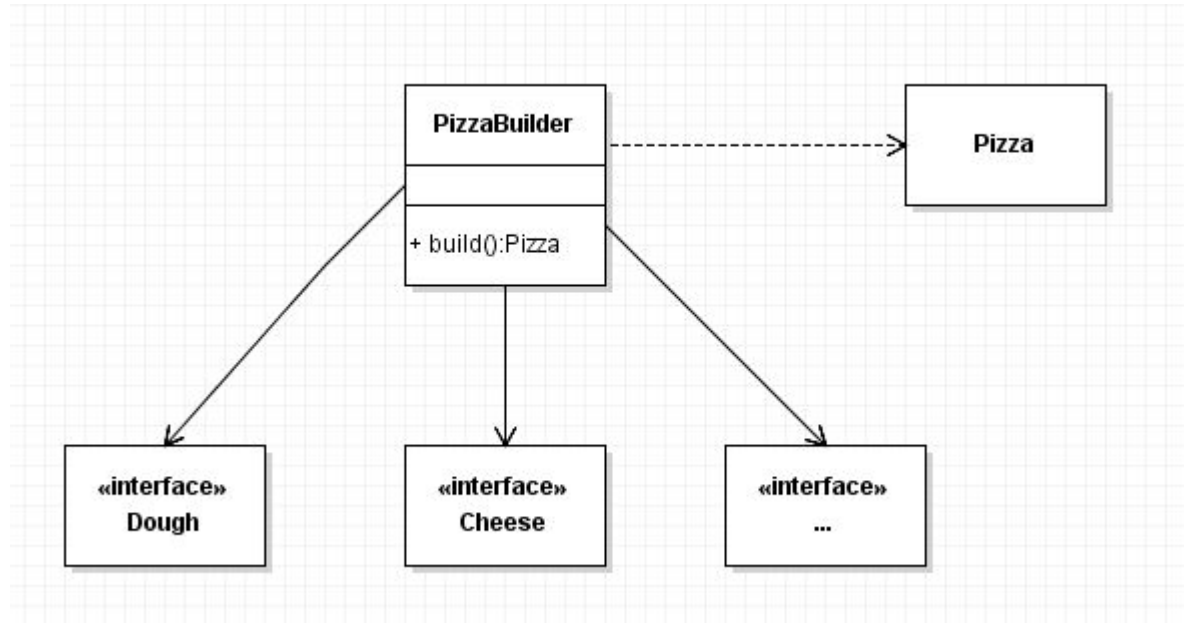 PizzaBuilder
Pizza
+ build():Pizza
«interface»
Dough
«interface»
Cheese
«interface»
...